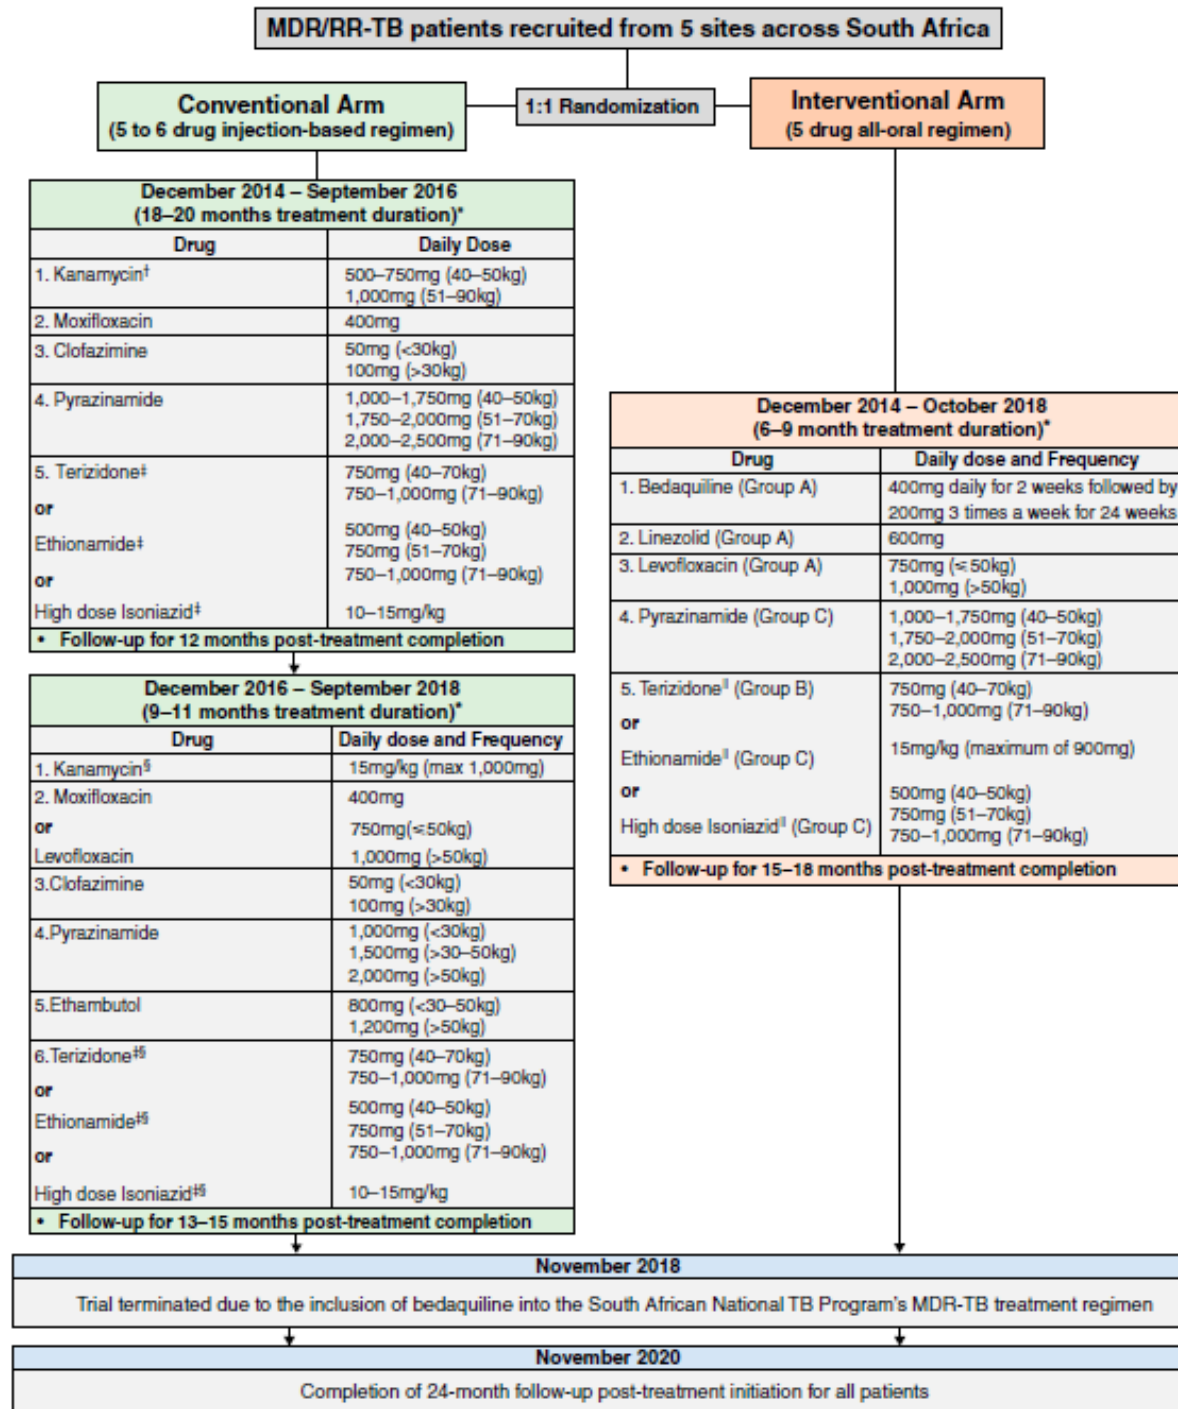 MDR/RR-TB patients recruited from 5 sites across South Africa
Conventional Arm
(5 to 6 drug injection-based regimen)
1:1 Randomization
Interventional Arm
(5 drug all-oral regimen)
December 2014 – September 2016
(18–20 months treatment duration)*
Drug Daily Dose
1. Kanamycin† 500–750mg (40–50kg)
1,000mg (51–90kg)
2. Moxifloxacin 400mg
3. Clofazimine 50mg (<30kg)
100mg (>30kg)
4. Pyrazinamide 1,000–1,750mg (40–50kg)
1,750–2,000mg (51–70kg)
2,000–2,500mg (71–90kg)
5. Terizidone‡ 750mg (40–70kg)
750–1,000mg (71–90kg)
or
Ethionamide‡ 500mg (40–50kg)
750mg (51–70kg)
or 750–1,000mg (71–90kg)
High dose Isoniazid‡ 10–15mg/kg
• Follow-up for 12 months post-treatment completion
December 2016 – September 2018
(9–11 months treatment duration)*
Drug Daily dose and Frequency
1. Kanamycin§ 15mg/kg (max 1,000mg)
2. Moxifloxacin 400mg
or 750mg(≤50kg)
Levofloxacin 1,000mg (>50kg)
3.Clofazimine 50mg (<30kg)
100mg (>30kg)
4.Pyrazinamide 1,000mg (<30kg)
1,500mg (>30–50kg)
2,000mg (>50kg)
5.Ethambutol 800mg (<30–50kg)
1,200mg (>50kg)
6.Terizidone‡§ 750mg (40–70kg)
750–1,000mg (71–90kg)
or
Ethionamide‡§ 500mg (40–50kg)
750mg (51–70kg)
or 750–1,000mg (71–90kg)
High dose Isoniazid‡§ 10–15mg/kg
• Follow-up for 13–15 months post-treatment completion
December 2014 – October 2018
(6–9 month treatment duration)*
Drug Daily dose and Frequency
1. Bedaquiline (Group A) 400mg daily for 2 weeks followed by
200mg 3 times a week for 24 weeks
2. Linezolid (Group A) 600mg
3. Levofloxacin (Group A) 750mg (≤50kg)
1,000mg (>50kg)
4. Pyrazinamide (Group C) 1,000–1,750mg (40–50kg)
1,750–2,000mg (51–70kg)
2,000–2,500mg (71–90kg)
5. Terizidone‖ (Group B) 750mg (40–70kg)
750–1,000mg (71–90kg)
or
Ethionamide‖ (Group C) 15mg/kg (maximum of 900mg)
or 500mg (40–50kg)
750mg (51–70kg)
High dose Isoniazid‖ (Group C) 750–1,000mg (71–90kg)
• Follow-up for 15–18 months post-treatment completion
November 2018
Trial terminated due to the inclusion of bedaquiline into the South African National TB Program's MDR-TB treatment regimen
November 2020
Completion of 24-month follow-up post-treatment initiation for all patients